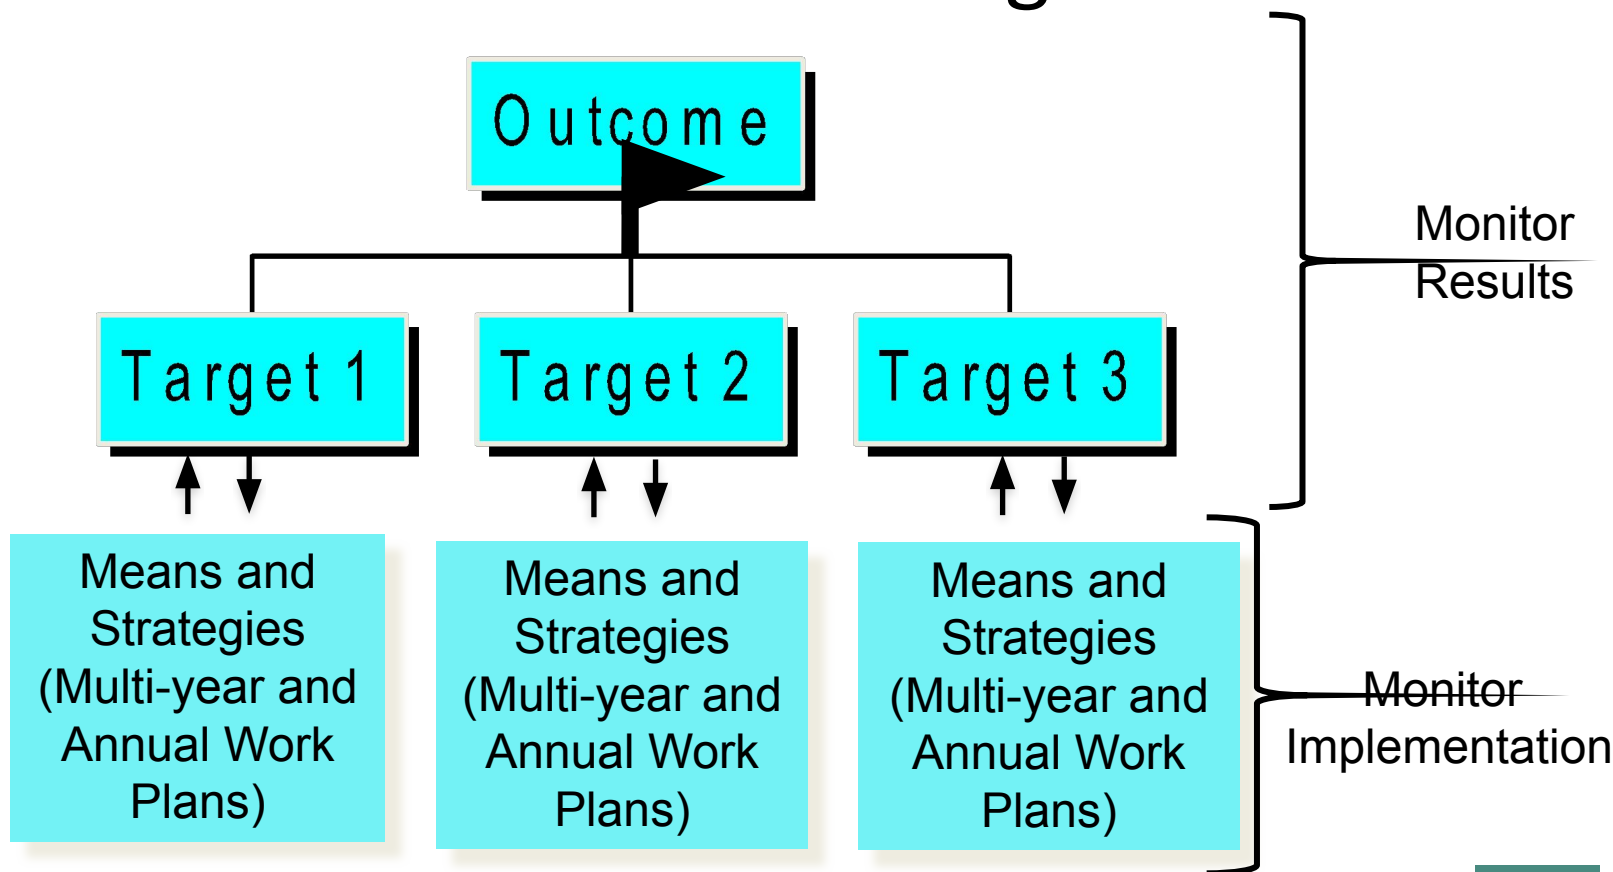 Outcome
Monitor
Results
Target 1
Target 2
Target 3
Means and
Strategies
(Multi-year and
Annual Work
Plans)
Means and
Strategies
(Multi-year and
Annual Work
Plans)
Means and
Strategies
(Multi-year and
Annual Work
Plans)
Monitor
Implementation